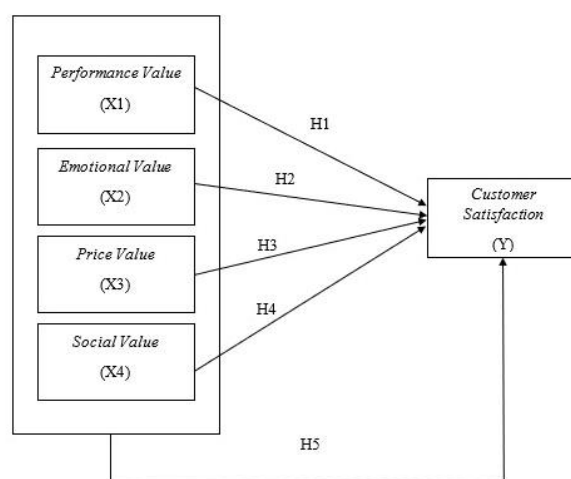 Performance Value
(X1)
H1
Emotional Value
(X2)
H2
Customer
Satisfaction
(Y)
Price Value
(X3)
H3
Social Value
(X4)
H4
H5